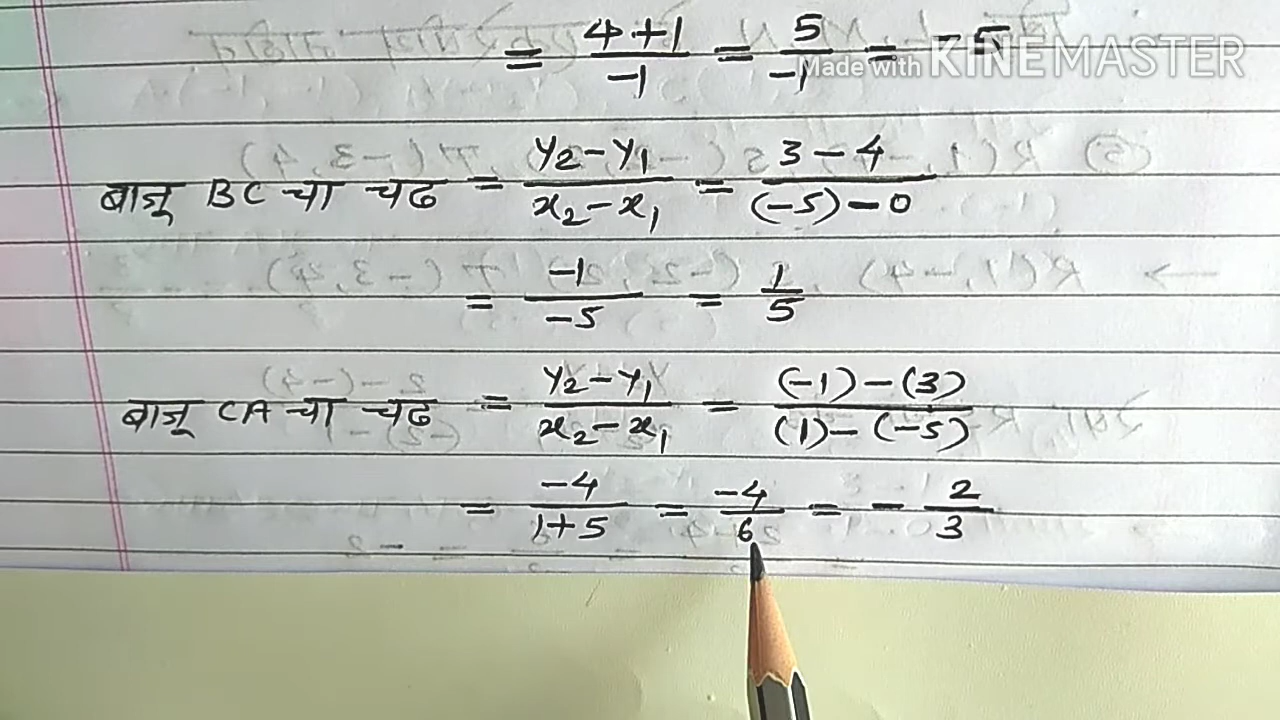 = 4+1/-1 = 5/-1 = -5
Made with KINEMASTER
बाजू BC चा चढ = y₂-y₁/x₂-x₁ = 3-4/(-5)-0
= -1/-5 = 1/5
बाजू CA चा चढ = y₂-y₁/x₂-x₁ = (-1)-(3)/(1)-(-5)
= -4/1+5 = -4/6 = -2/3